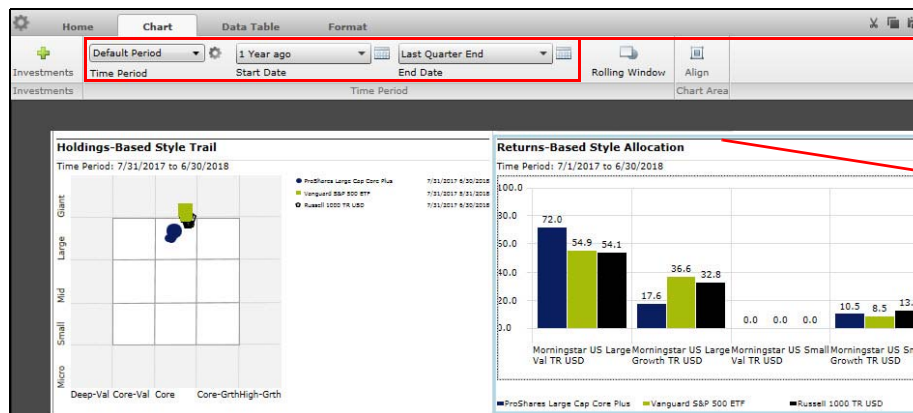 Home Chart Data Table Format
Default Period 1 Year ago Last Quarter End
Investments Time Period Start Date End Date Rolling Window Align
Investments Time Period Chart Area
Holdings-Based Style Trail
Time Period: 7/31/2017 to 6/30/2018
ProShares Large Cap Core Plus 7/31/2017 6/30/2018
Vanguard S&P 500 ETF 7/31/2017 8/31/2018
Russell 1000 TR USD 7/31/2017 6/30/2018
Giant
Large
Mid
Small
Micro
Deep-Val Core-Val Core Core-Grth High-Grth
Returns-Based Style Allocation
Time Period: 7/1/2017 to 6/30/2018
100.0
80.0
60.0
40.0
20.0
0.0
72.0 54.9 54.1
17.6 36.6 32.8
0.0 0.0 0.0
10.5 8.5 13.
Morningstar US Large Val TR USD
Morningstar US Large Growth TR USD
Morningstar US Small Val TR USD
Morningstar US Sm Growth TR USD
ProShares Large Cap Core Plus Vanguard S&P 500 ETF Russell 1000 TR USD